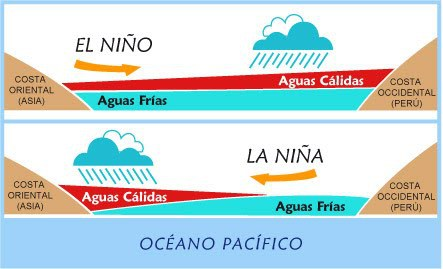 EL NIÑO
COSTA
ORIENTAL
(ASIA)
Aguas Cálidas
Aguas Frías
COSTA
OCCIDENTAL
(PERÚ)
LA NIÑA
COSTA
ORIENTAL
(ASIA)
Aguas Cálidas
Aguas Frías
COSTA
OCCIDENTAL
(PERÚ)
OCÉANO PACÍFICO